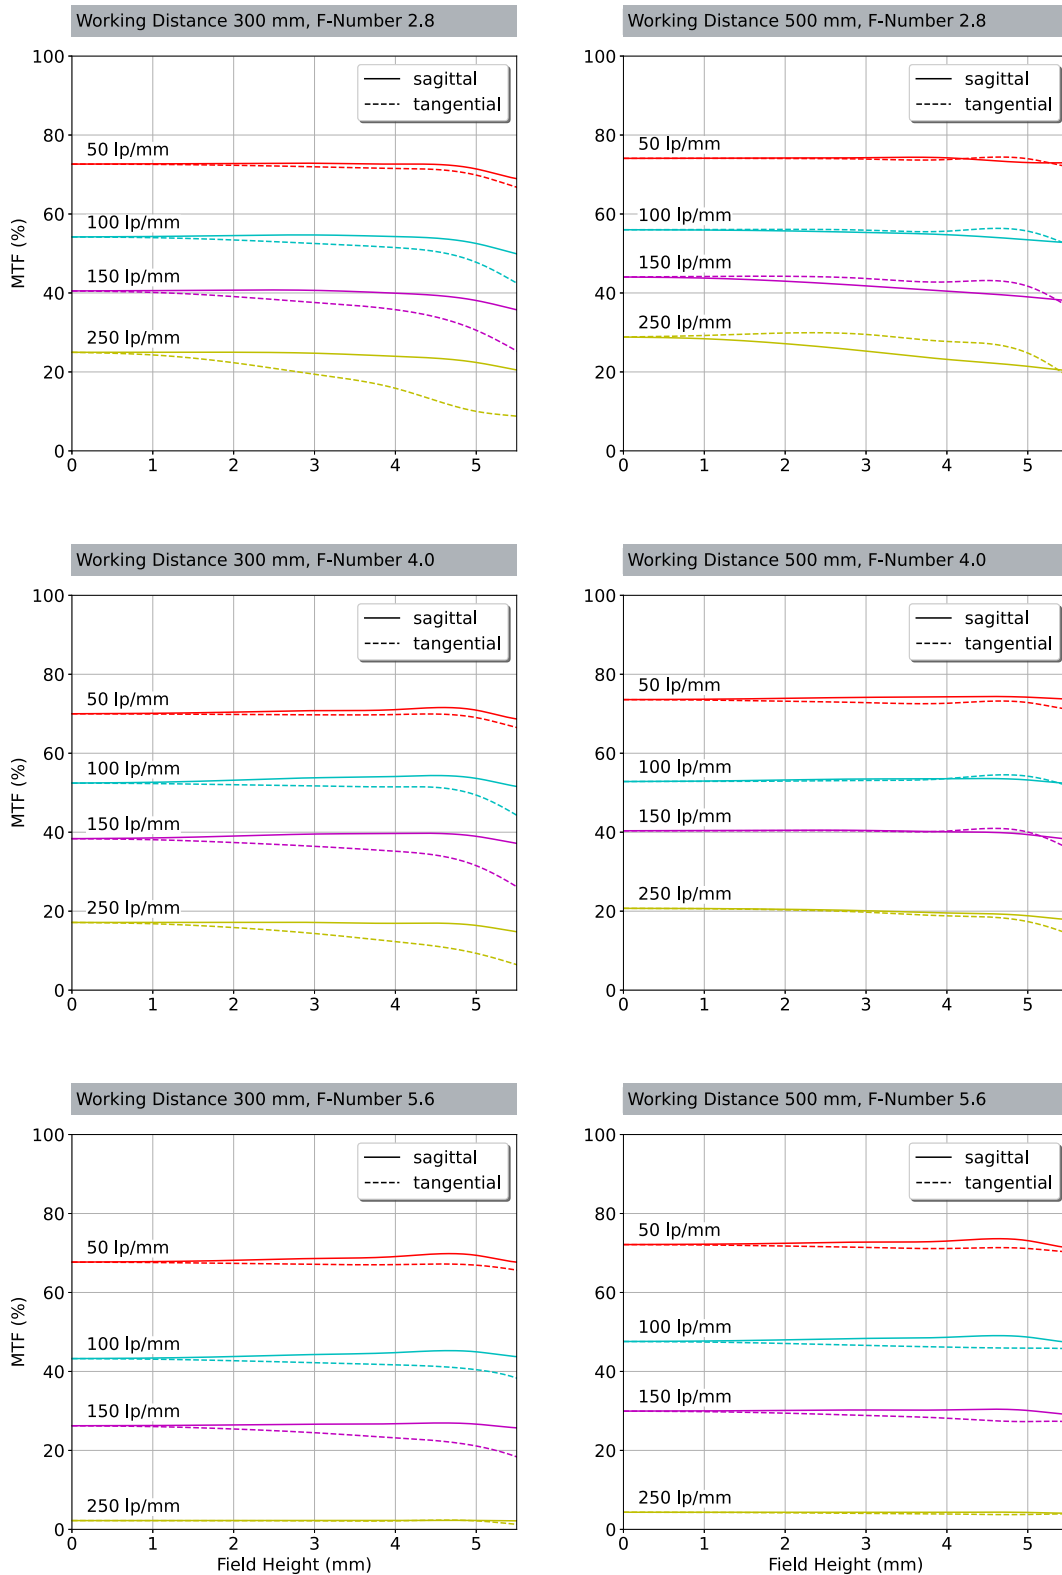 Working Distance 300 mm, F-Number 2.8
100
80
60
40
20
0
MTF (%)
sagittal
tangential
50 lp/mm
100 lp/mm
150 lp/mm
250 lp/mm
0 1 2 3 4 5
Working Distance 500 mm, F-Number 2.8
100
80
60
40
20
0
sagittal
tangential
50 lp/mm
100 lp/mm
150 lp/mm
250 lp/mm
0 1 2 3 4 5
Working Distance 300 mm, F-Number 4.0
100
80
60
40
20
0
MTF (%)
sagittal
tangential
50 lp/mm
100 lp/mm
150 lp/mm
250 lp/mm
0 1 2 3 4 5
Working Distance 500 mm, F-Number 4.0
100
80
60
40
20
0
sagittal
tangential
50 lp/mm
100 lp/mm
150 lp/mm
250 lp/mm
0 1 2 3 4 5
Working Distance 300 mm, F-Number 5.6
100
80
60
40
20
0
MTF (%)
sagittal
tangential
50 lp/mm
100 lp/mm
150 lp/mm
250 lp/mm
0 1 2 3 4 5
Field Height (mm)
Working Distance 500 mm, F-Number 5.6
100
80
60
40
20
0
sagittal
tangential
50 lp/mm
100 lp/mm
150 lp/mm
250 lp/mm
0 1 2 3 4 5
Field Height (mm)